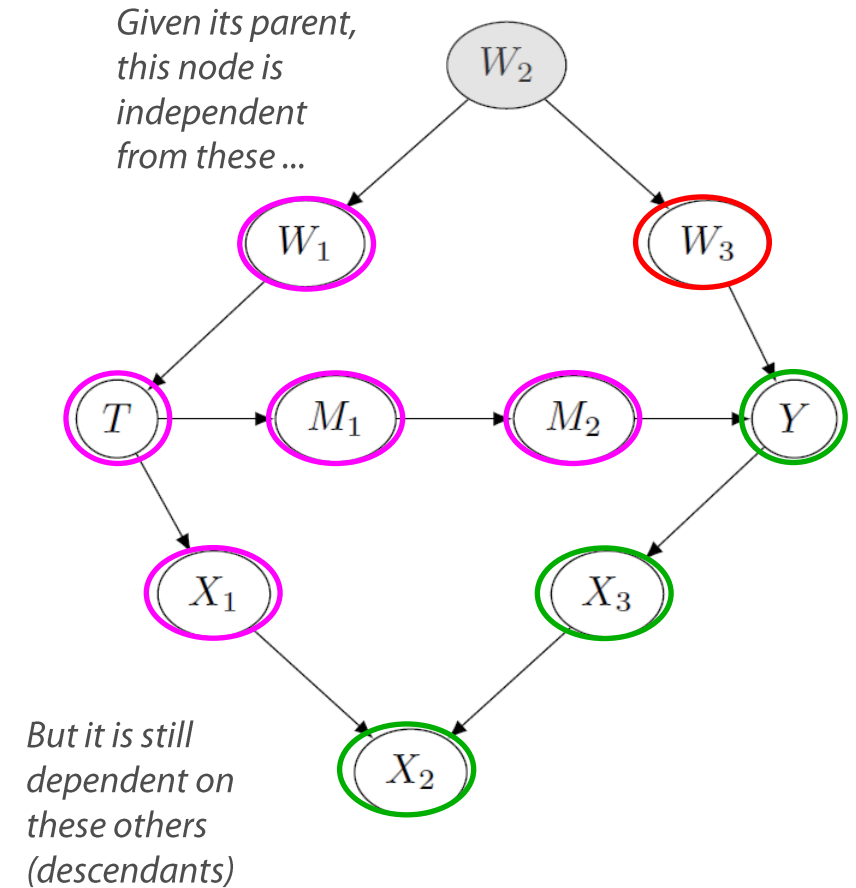 Given its parent,
this node is
independent
from these ...
W₂
W₁
W₃
T
M₁
M₂
Y
X₁
X₃
But it is still
dependent on
these others
(descendants)
X₂